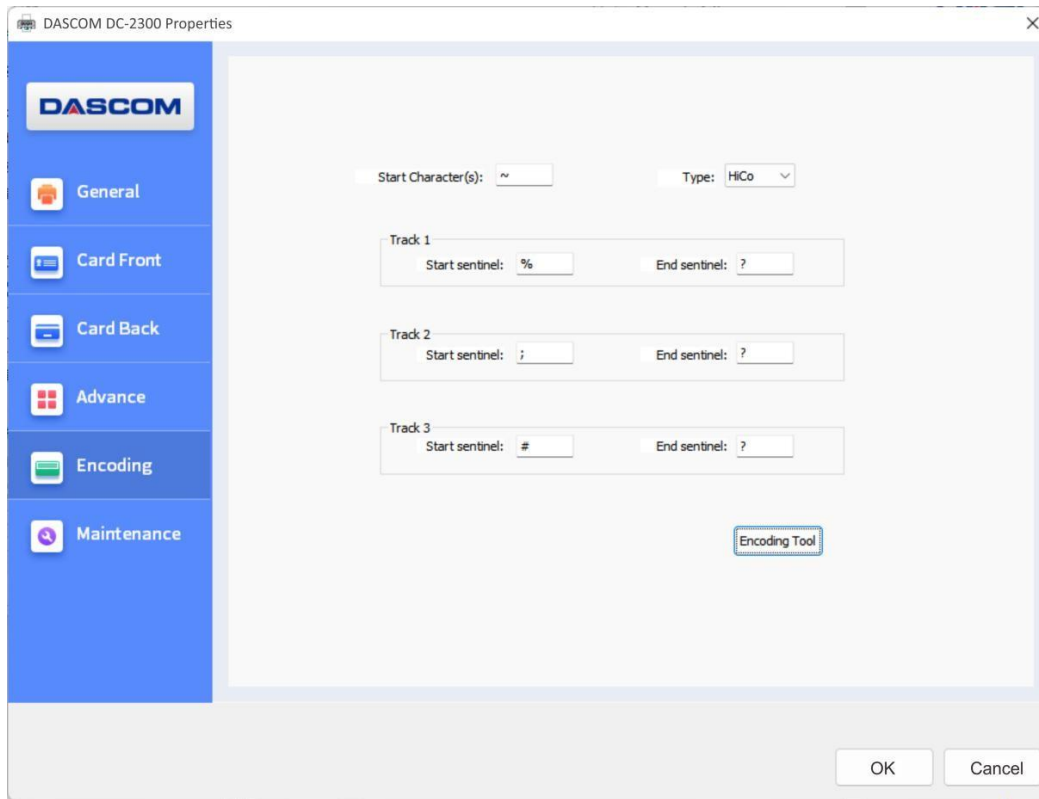 DASCOM DC-2300 Properties
DASCOM
General
Card Front
Card Back
Advance
Encoding
Maintenance
Start Character(s): ~ Type: HiCo
Track 1
Start sentinel: % End sentinel: ?
Track 2
Start sentinel: ; End sentinel: ?
Track 3
Start sentinel: # End sentinel: ?
Encoding Tool
OK Cancel